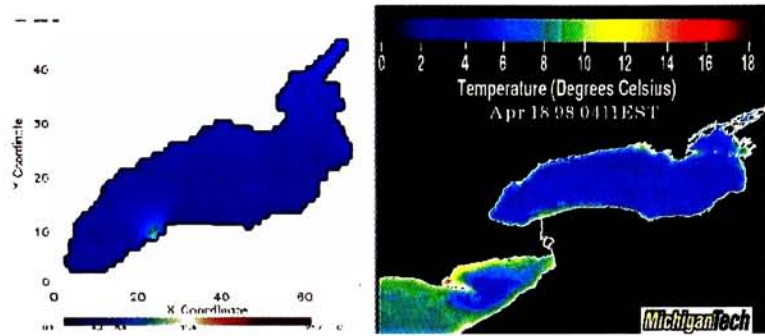 Y Coordinate
40
30
20
10
0
0 20 40 60
X Coordinate
0 2 4 6 8 10 12 14 16 18
Temperature (Degrees Celsius)
Apr 18 98 0411EST
MichiganTech